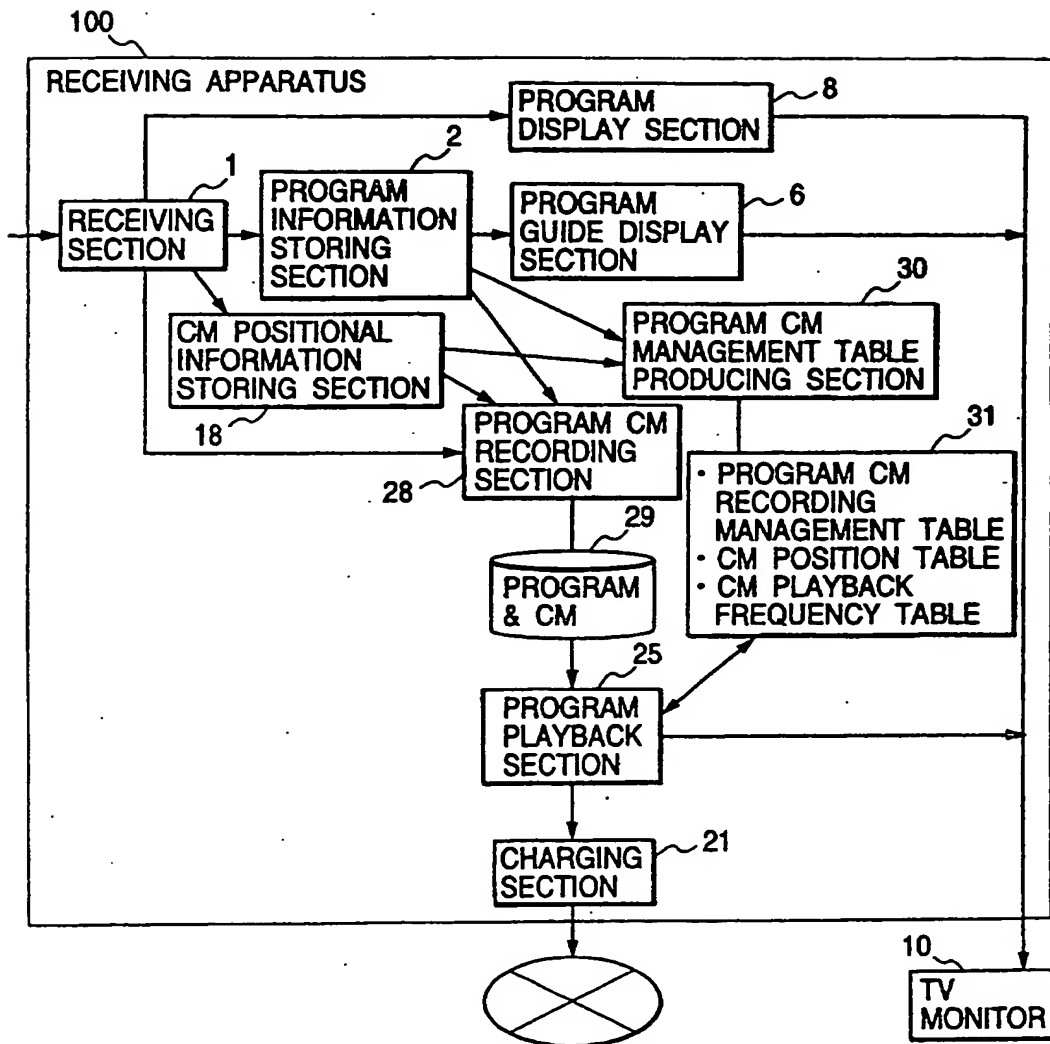 100
RECEIVING APPARATUS
8
PROGRAM
DISPLAY SECTION
2
1
PROGRAM
INFORMATION
STORING
SECTION
6
PROGRAM
GUIDE DISPLAY
SECTION
RECEIVING
SECTION
30
PROGRAM CM
MANAGEMENT TABLE
PRODUCING SECTION
CM POSITIONAL
INFORMATION
STORING SECTION
18
PROGRAM CM
RECORDING
SECTION
28
31
· PROGRAM CM
RECORDING
MANAGEMENT TABLE
· CM POSITION TABLE
· CM PLAYBACK
FREQUENCY TABLE
29
PROGRAM
& CM
25
PROGRAM
PLAYBACK
SECTION
21
CHARGING
SECTION
10
TV
MONITOR